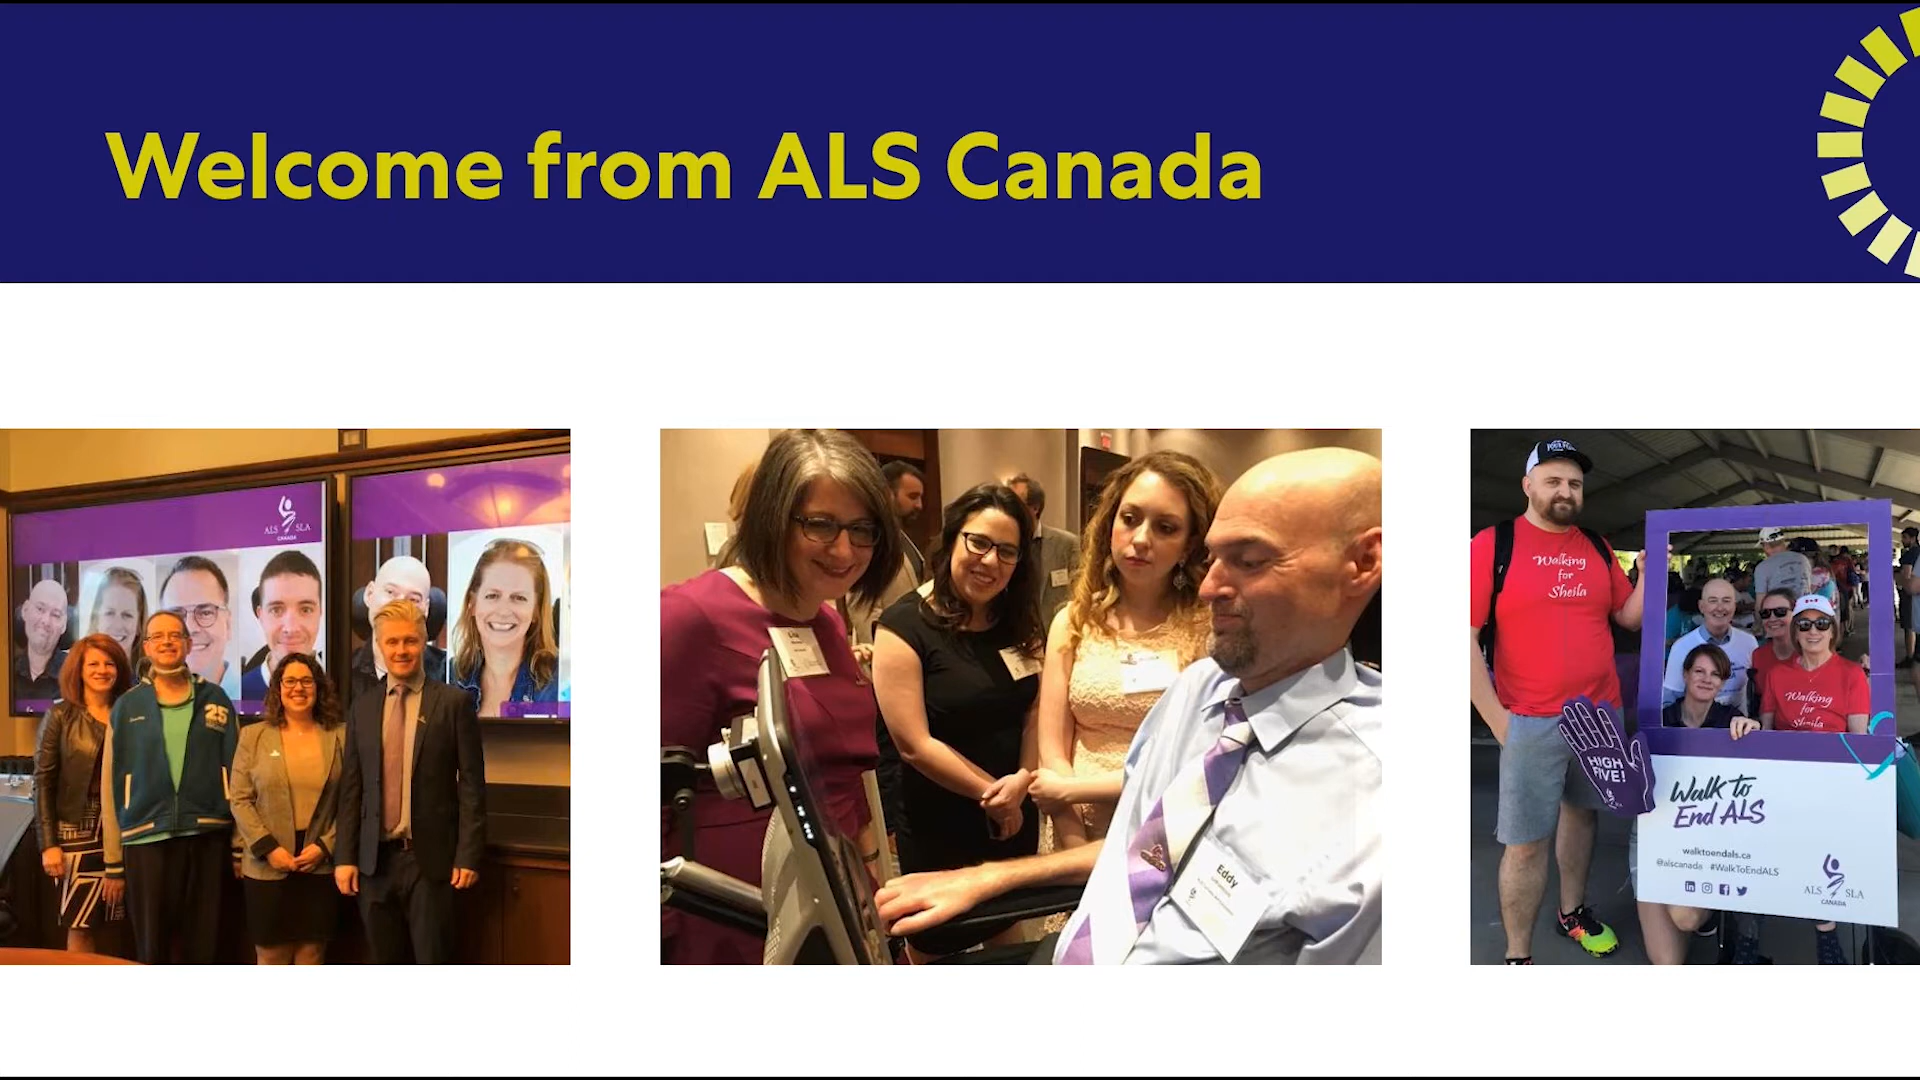 Welcome from ALS Canada
ALS SLA
CANADA
25
Eddy
Walking
for
Sheila
Walking
for
Sheila
HIGH
FIVE!
Walk to
End ALS
walktoendals.ca
@alscanada #WalkToEndALS
ALS SLA
CANADA